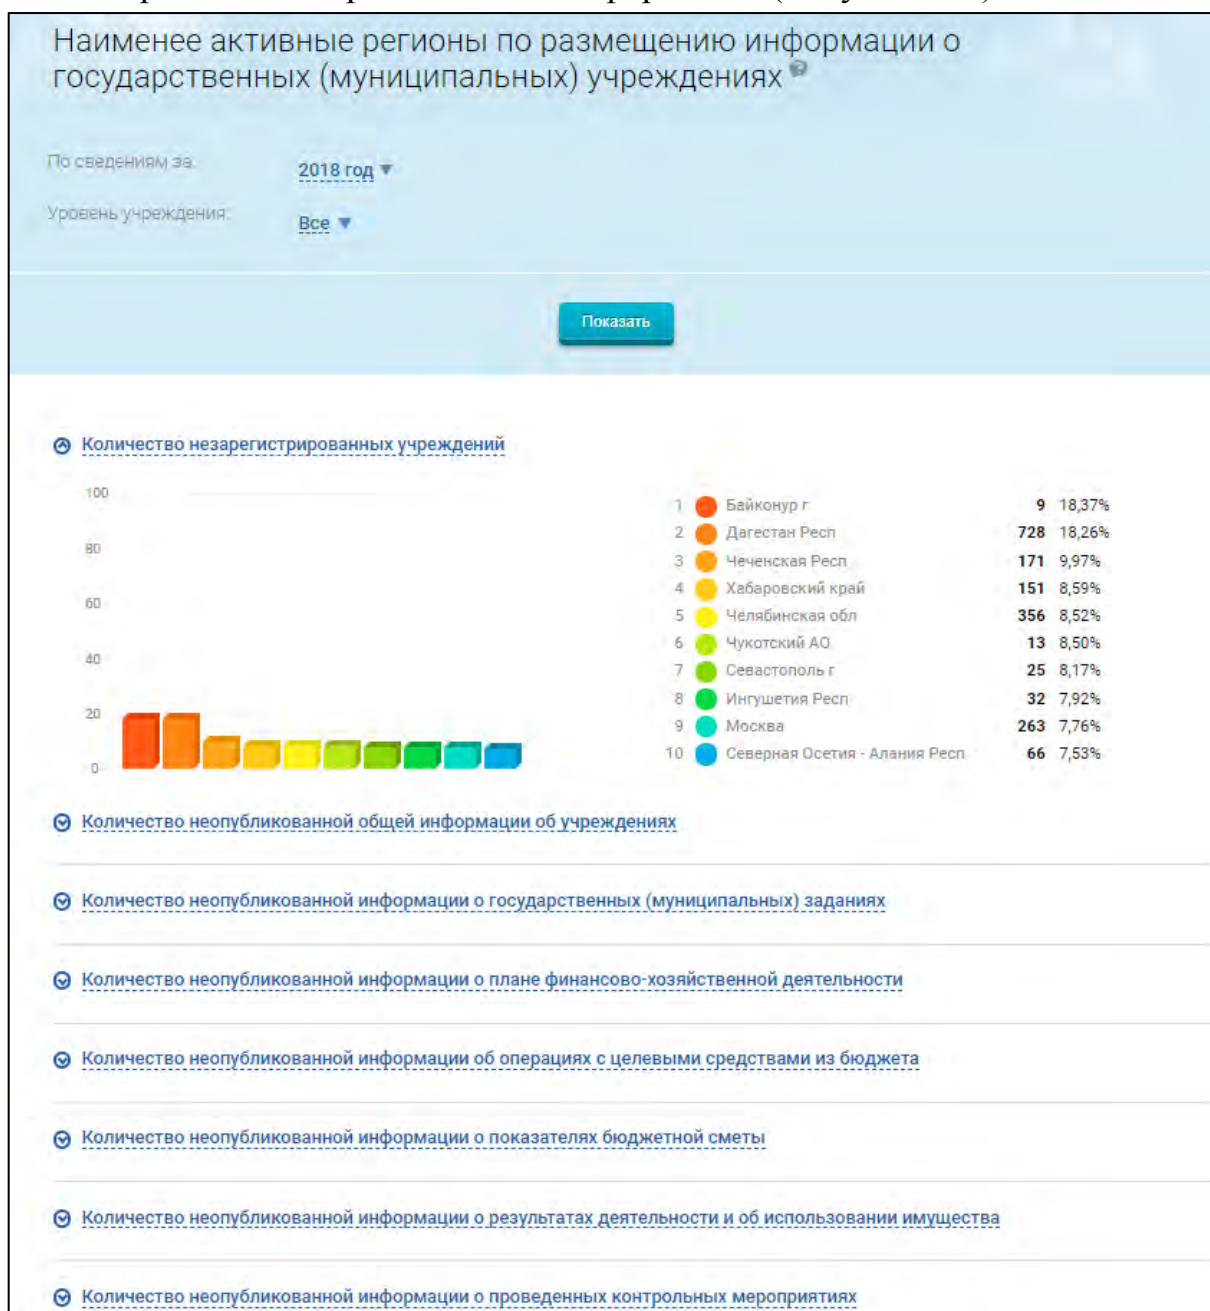 Наименее активные регионы по размещению информации о
государственных (муниципальных) учреждениях
По сведениям за: 2018 год
Уровень учреждения: Все
Показать
Количество незарегистрированных учреждений
100
80
60
40
20
0
1 Байконур г 9 18,37%
2 Дагестан Респ 728 18,26%
3 Чеченская Респ 171 9,97%
4 Хабаровский край 151 8,59%
5 Челябинская обл 356 8,52%
6 Чукотский АО 13 8,50%
7 Севастополь г 25 8,17%
8 Ингушетия Респ 32 7,92%
9 Москва 263 7,76%
10 Северная Осетия - Алания Респ 66 7,53%
Количество неопубликованной общей информации об учреждениях
Количество неопубликованной информации о государственных (муниципальных) заданиях
Количество неопубликованной информации о плане финансово-хозяйственной деятельности
Количество неопубликованной информации об операциях с целевыми средствами из бюджета
Количество неопубликованной информации о показателях бюджетной сметы
Количество неопубликованной информации о результатах деятельности и об использовании имущества
Количество неопубликованной информации о проведенных контрольных мероприятиях